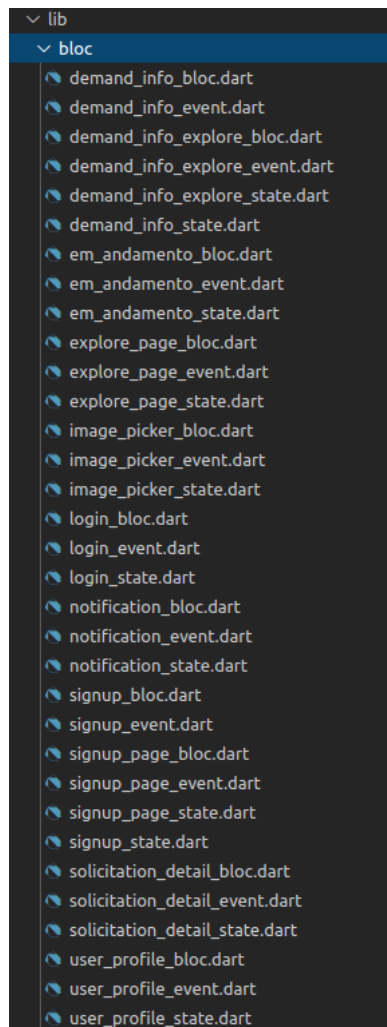 lib
bloc
demand_info_bloc.dart
demand_info_event.dart
demand_info_explore_bloc.dart
demand_info_explore_event.dart
demand_info_explore_state.dart
demand_info_state.dart
em_andamento_bloc.dart
em_andamento_event.dart
em_andamento_state.dart
explore_page_bloc.dart
explore_page_event.dart
explore_page_state.dart
image_picker_bloc.dart
image_picker_event.dart
image_picker_state.dart
login_bloc.dart
login_event.dart
login_state.dart
notification_bloc.dart
notification_event.dart
notification_state.dart
signup_bloc.dart
signup_event.dart
signup_page_bloc.dart
signup_page_event.dart
signup_page_state.dart
signup_state.dart
solicitation_detail_bloc.dart
solicitation_detail_event.dart
solicitation_detail_state.dart
user_profile_bloc.dart
user_profile_event.dart
user_profile_state.dart